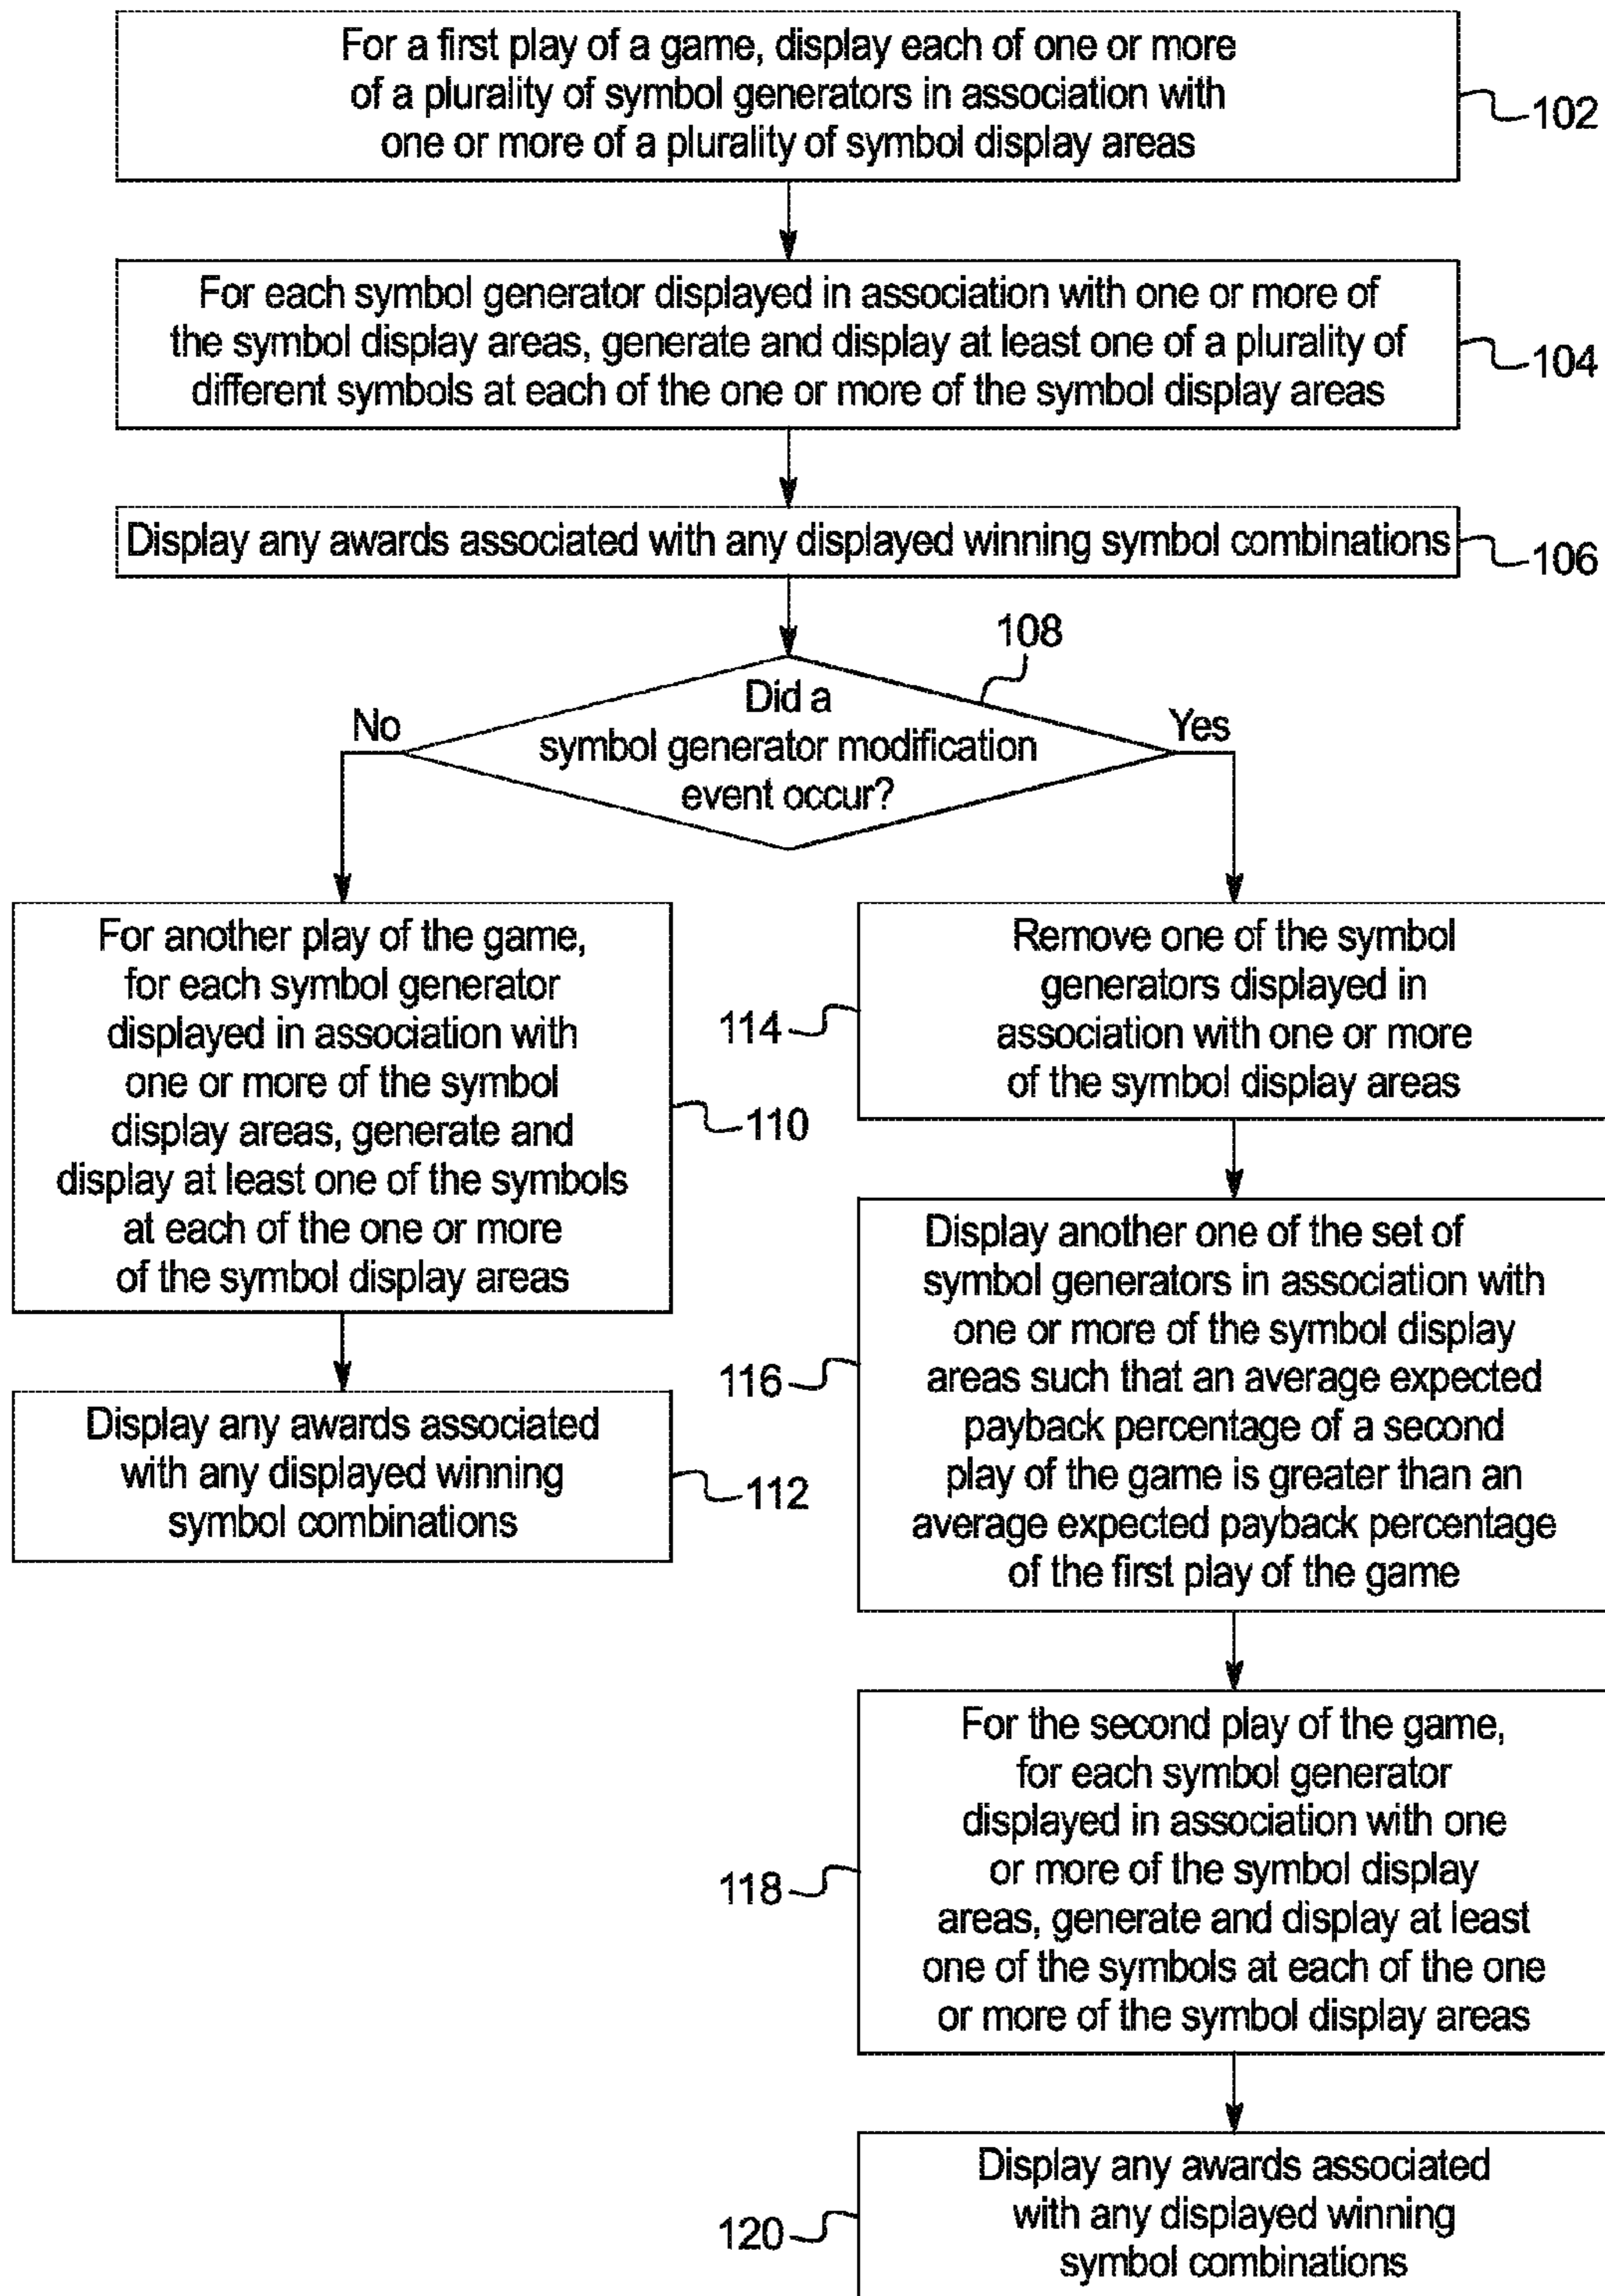 For a first play of a game, display each of one or more
of a plurality of symbol generators in association with
one or more of a plurality of symbol display areas
102
For each symbol generator displayed in association with one or more of
the symbol display areas, generate and display at least one of a plurality of
different symbols at each of the one or more of the symbol display areas
104
Display any awards associated with any displayed winning symbol combinations
106
108
Did a
symbol generator modification
event occur?
No
Yes
For another play of the game,
for each symbol generator
displayed in association with
one or more of the symbol
display areas, generate and
display at least one of the symbols
at each of the one or more
of the symbol display areas
110
Display any awards associated
with any displayed winning
symbol combinations
112
Remove one of the symbol
generators displayed in
association with one or more
of the symbol display areas
114
Display another one of the set of
symbol generators in association with
one or more of the symbol display
areas such that an average expected
payback percentage of a second
play of the game is greater than an
average expected payback percentage
of the first play of the game
116
For the second play of the game,
for each symbol generator
displayed in association with one
or more of the symbol display
areas, generate and display at least
one of the symbols at each of the one
or more of the symbol display areas
118
Display any awards associated
with any displayed winning
symbol combinations
120